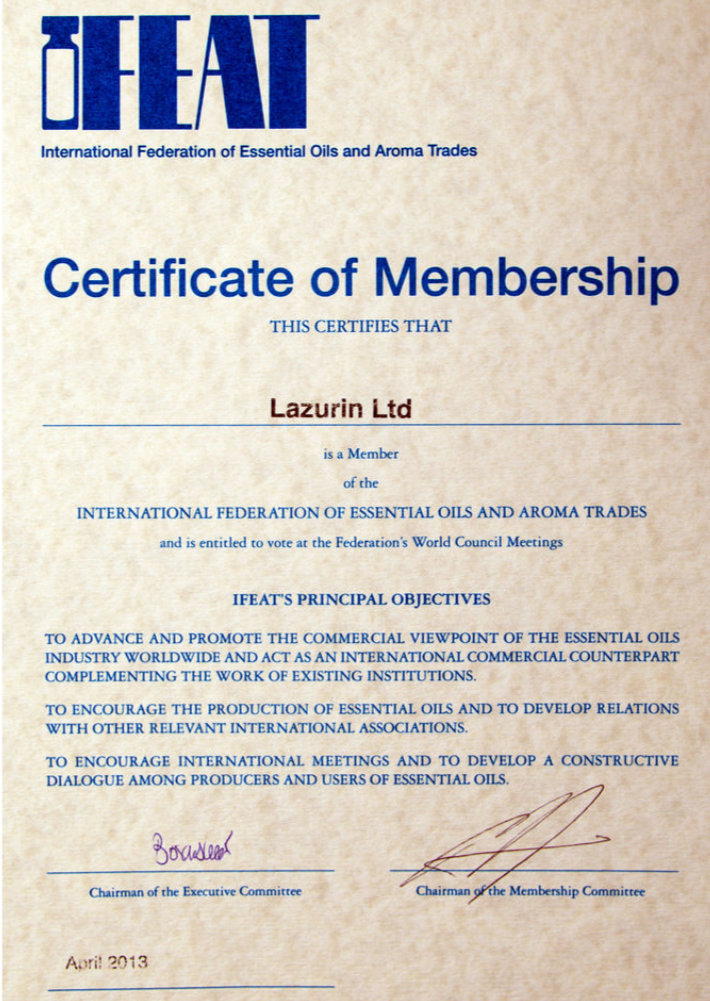 IFEAT
International Federation of Essential Oils and Aroma Trades
Certificate of Membership
THIS CERTIFIES THAT
Lazurin Ltd
is a Member
of the
INTERNATIONAL FEDERATION OF ESSENTIAL OILS AND AROMA TRADES
and is entitled to vote at the Federation's World Council Meetings
IFEAT'S PRINCIPAL OBJECTIVES
TO ADVANCE AND PROMOTE THE COMMERCIAL VIEWPOINT OF THE ESSENTIAL OILS
INDUSTRY WORLDWIDE AND ACT AS AN INTERNATIONAL COMMERCIAL COUNTERPART
COMPLEMENTING THE WORK OF EXISTING INSTITUTIONS.
TO ENCOURAGE THE PRODUCTION OF ESSENTIAL OILS AND TO DEVELOP RELATIONS
WITH OTHER RELEVANT INTERNATIONAL ASSOCIATIONS.
TO ENCOURAGE INTERNATIONAL MEETINGS AND TO DEVELOP A CONSTRUCTIVE
DIALOGUE AMONG PRODUCERS AND USERS OF ESSENTIAL OILS.
Chairman of the Executive Committee
Chairman of the Membership Committee
April 2013